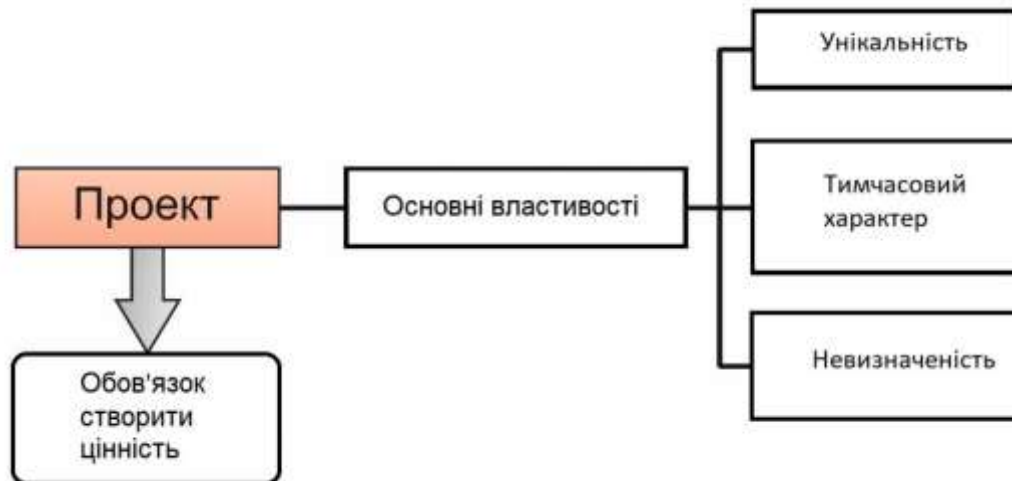 Проект
Обов'язок
створити
цінність
Основні властивості
Унікальність
Тимчасовий
характер
Невизначеність